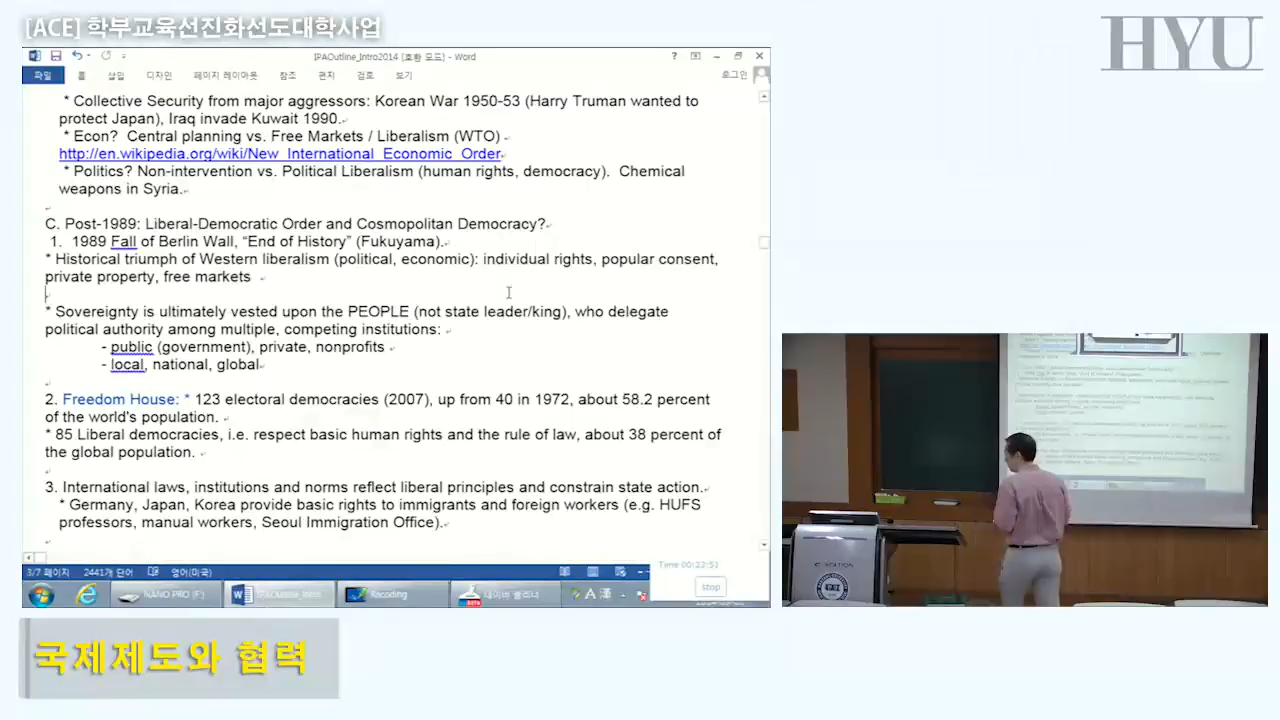 [ACE] 학부교육선진화선도대학사업
HYU
IPAOutline_Intro2014 [호환 모드] - Word
파일 홈 삽입 디자인 페이지 레이아웃 참조 편지 검토 보기 로그인
* Collective Security from major aggressors: Korean War 1950-53 (Harry Truman wanted to
protect Japan), Iraq invade Kuwait 1990.
* Econ? Central planning vs. Free Markets / Liberalism (WTO)
http://en.wikipedia.org/wiki/New_International_Economic_Order
* Politics? Non-intervention vs. Political Liberalism (human rights, democracy). Chemical
weapons in Syria.
C. Post-1989: Liberal-Democratic Order and Cosmopolitan Democracy?
1. 1989 Fall of Berlin Wall, “End of History” (Fukuyama).
* Historical triumph of Western liberalism (political, economic): individual rights, popular consent,
private property, free markets
* Sovereignty is ultimately vested upon the PEOPLE (not state leader/king), who delegate
political authority among multiple, competing institutions:
- public (government), private, nonprofits
- local, national, global
2. Freedom House: * 123 electoral democracies (2007), up from 40 in 1972, about 58.2 percent
of the world's population.
* 85 Liberal democracies, i.e. respect basic human rights and the rule of law, about 38 percent of
the global population.
3. International laws, institutions and norms reflect liberal principles and constrain state action.
* Germany, Japan, Korea provide basic rights to immigrants and foreign workers (e.g. HUFS
professors, manual workers, Seoul Immigration Office).
3/7 페이지 2441개 단어 영어(미국)
Time 00:22:51
stop
NANO PRO (F:) IPAOutline_Intro Recoding 네이버 클리너 A 漢
국제제도와 협력